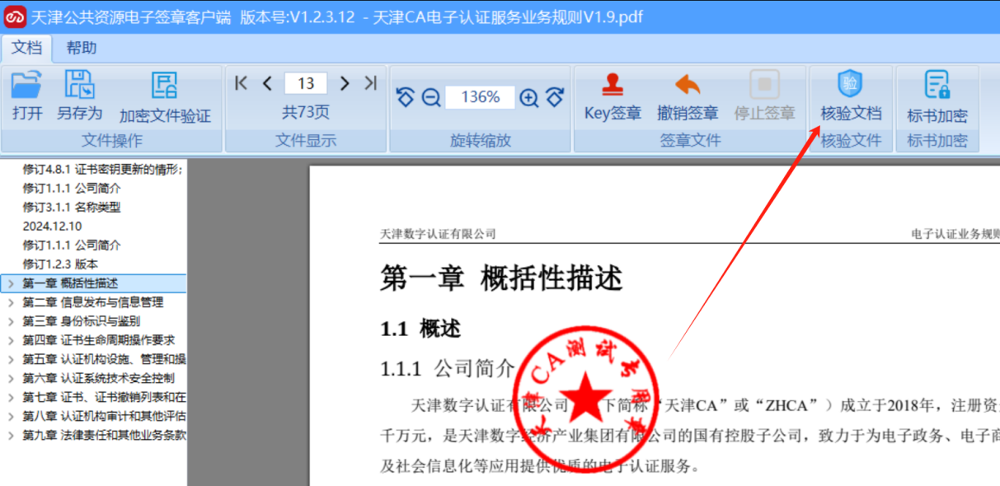 天津公共资源电子签章客户端 版本号:V1.2.3.12 - 天津CA电子认证服务业务规则V1.9.pdf
文档 帮助
打开 另存为 加密文件验证
文件操作
13
共73页
文件显示
136%
旋转缩放
Key签章 撤销签章 停止签章
签章文件
验
核验文档
核验文件
标书加密
标书加密
修订4.8.1 证书密钥更新的情形;
修订1.1.1 公司简介
修订3.1.1 名称类型
2024.12.10
修订1.1.1 公司简介
修订1.2.3 版本
第一章 概括性描述
第二章 信息发布与信息管理
第三章 身份标识与鉴别
第四章 证书生命周期操作要求
第五章 认证机构设施、管理和操
第六章 认证系统技术安全控制
第七章 证书、证书撤销列表和在
第八章 认证机构审计和其他评估
第九章 法律责任和其他业务条款
天津数字认证有限公司 电子认证业务规则
第一章 概括性描述
1.1 概述
1.1.1 公司简介
天津数字认证有限公司 下简称“天津CA”或“ZHCA”）成立于2018年，注册资
千万元，是天津数字经济产业集团有限公司的国有控股子公司，致力于为电子政务、电子商
及社会信息化等应用提供优质的电子认证服务。
天津CA测试专用章